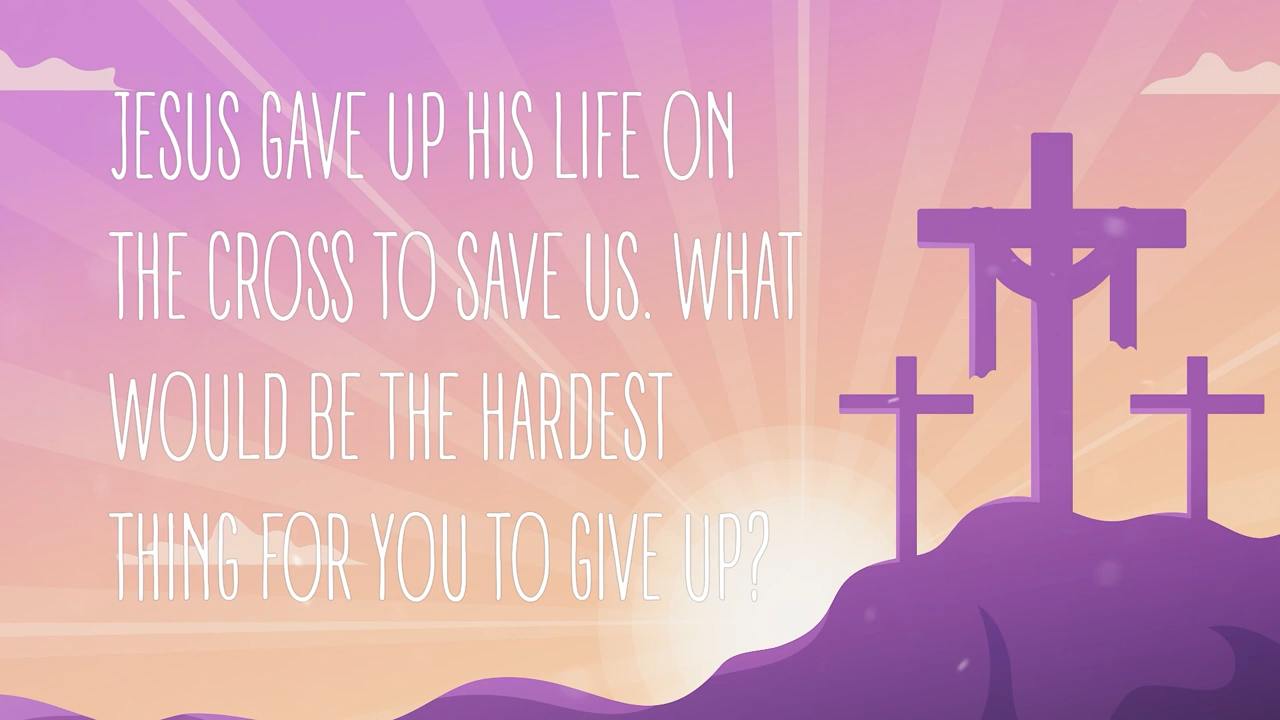 JESUS GAVE UP HIS LIFE ON
THE CROSS TO SAVE US. WHAT
WOULD BE THE HARDEST
THING FOR YOU TO GIVE UP?